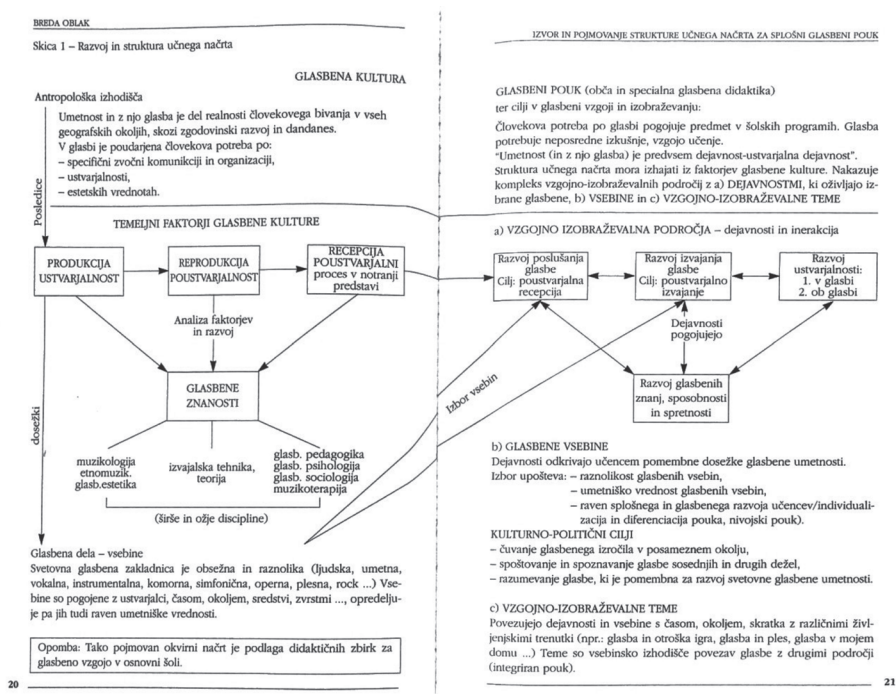 BREDA OBLAK
Skica 1 – Razvoj in struktura učnega načrta
GLASBENA KULTURA
Antropološka izhodišča
Umetnost in z njo glasba je del realnosti človekovega bivanja v vseh
geografskih okoljih, skozi zgodovinski razvoj in dandanes.
V glasbi je poudarjena človekova potreba po:
– specifični zvočni komunikciji in organizaciji,
– ustvarjalnosti,
– estetskih vrednotah.
Posledice
TEMELJNI FAKTORJI GLASBENE KULTURE
PRODUKCIJA
USTVARJALNOST
REPRODUKCIJA
POUSTVARJALNOST
RECEPCIJA
POUSTVARJALNI
proces v notranji
predstavi
Analiza faktorjev
in razvoj
GLASBENE
ZNANOSTI
dosežki
muzikologija
etnomuzik.
glasb.estetika
izvajalska tehnika,
teorija
glasb. pedagogika
glasb. psihologija
glasb. sociologija
muzikoterapija
(širše in ožje discipline)
Glasbena dela – vsebine
Svetovna glasbena zakladnica je obsežna in raznolika (ljudska, umetna,
vokalna, instrumentalna, komorna, simfonična, operna, plesna, rock ...) Vse-
bine so pogojene z ustvarjalci, časom, okoljem, sredstvi, zvrstmi ..., opredelju-
je pa jih tudi raven umetniške vrednosti.
Opomba: Tako pojmovan okvirni načrt je podlaga didaktičnih zbirk za
glasbeno vzgojo v osnovni šoli.
20
IZVOR IN POJMOVANJE STRUKTURE UČNEGA NAČRTA ZA SPLOŠNI GLASBENI POUK
GLASBENI POUK (obča in specialna glasbena didaktika)
ter cilji v glasbeni vzgoji in izobraževanju:
Človekova potreba po glasbi pogojuje predmet v šolskih programih. Glasba
potrebuje neposredne izkušnje, vzgojo učenje.
"Umetnost (in z njo glasba) je predvsem dejavnost-ustvarjalna dejavnost".
Struktura učnega načrta mora izhajati iz faktorjev glasbene kulture. Nakazuje
kompleks vzgojno-izobraževalnih področij z a) DEJAVNOSTMI, ki oživljajo iz-
brane glasbene, b) VSEBINE in c) VZGOJNO-IZOBRAŽEVALNE TEME
a) VZGOJNO IZOBRAŽEVALNA PODROČJA – dejavnosti in inerakcija
Razvoj poslušanja
glasbe
Cilj: poustvarjalna
recepcija
Razvoj izvajanja
glasbe
Cilj: poustvarjalno
izvajanje
Razvoj
ustvarjalnosti:
1. v glasbi
2. ob glasbi
Dejavnosti
pogojujejo
Razvoj glasbenih
znanj, sposobnosti
in spretnosti
Izbor vsebin
b) GLASBENE VSEBINE
Dejavnosti odkrivajo učencem pomembne dosežke glasbene umetnosti.
Izbor upošteva: – raznolikost glasbenih vsebin,
– umetniško vrednost glasbenih vsebin,
– raven splošnega in glasbenega razvoja učencev/individuali-
zacija in diferenciacija pouka, nivojski pouk).
KULTURNO-POLITIČNI CILJI
– čuvanje glasbenega izročila v posameznem okolju,
– spoštovanje in spoznavanje glasbe sosednjih in drugih dežel,
– razumevanje glasbe, ki je pomembna za razvoj svetovne glasbene umetnosti.
c) VZGOJNO-IZOBRAŽEVALNE TEME
Povezujejo dejavnosti in vsebine s časom, okoljem, skratka z različnimi živl-
jenjskimi trenutki (npr.: glasba in otroška igra, glasba in ples, glasba v mojem
domu ...) Teme so vsebinsko izhodišče povezav glasbe z drugimi področji
(integriran pouk).
21